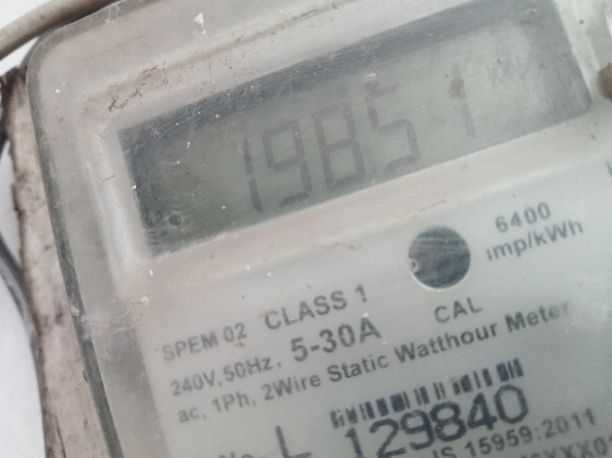 19851
6400
imp/kWh
CAL
SPEM 02 CLASS 1
240V,50Hz, 5-30A
ac, 1Ph, 2Wire Static Watthour Meter
L 129840
IS 15959:2011